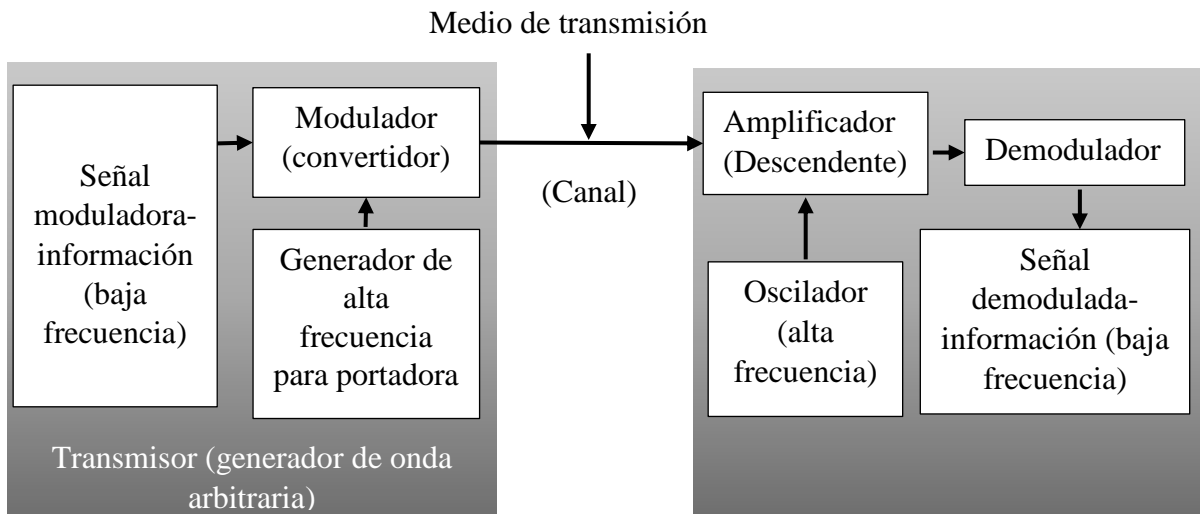 Medio de transmisión
Señal
moduladora-
información
(baja
frecuencia)
Modulador
(convertidor)
Generador de
alta
frecuencia
para portadora
Transmisor (generador de onda
arbitraria)
(Canal)
Amplificador
(Descendente)
Demodulador
Oscilador
(alta
frecuencia)
Señal
demodulada-
información (baja
frecuencia)